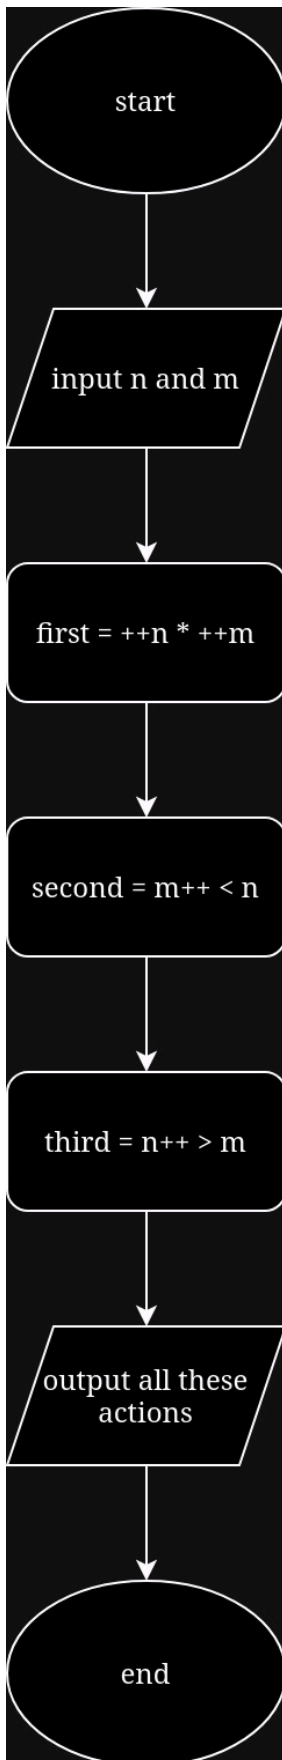 start
input n and m
first = ++n * ++m
second = m++ < n
third = n++ > m
output all these
actions
end